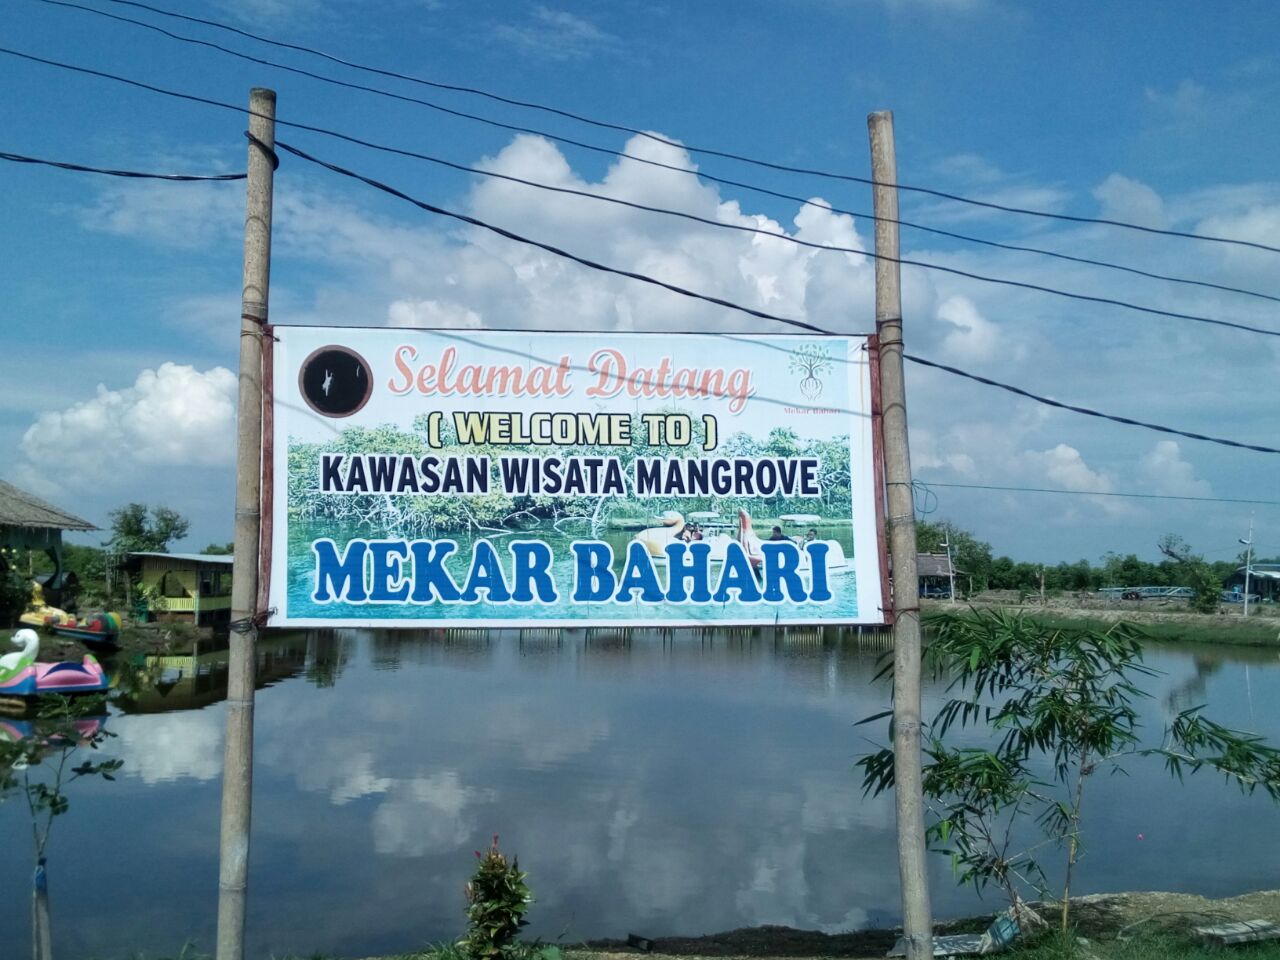 Selamat Datang
Mekar Bahari
( WELCOME TO )
KAWASAN WISATA MANGROVE
MEKAR BAHARI